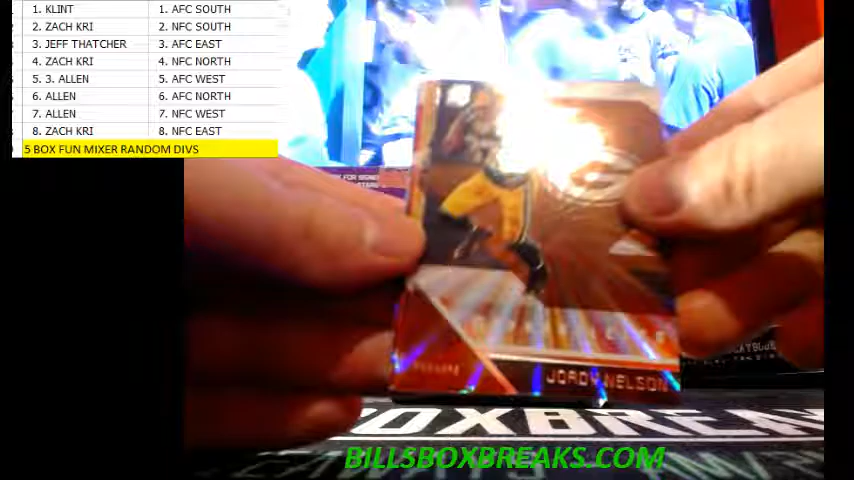 1. KLINT 1. AFC SOUTH
2. ZACH KRI 2. NFC SOUTH
3. JEFF THATCHER 3. AFC EAST
4. ZACH KRI 4. NFC NORTH
5. 3. ALLEN 5. AFC WEST
6. ALLEN 6. AFC NORTH
7. ALLEN 7. NFC WEST
8. ZACH KRI 8. NFC EAST
5 BOX FUN MIXER RANDOM DIVS
JORDY NELSON
OXBREA
BILLSBOXBREAKS.COM